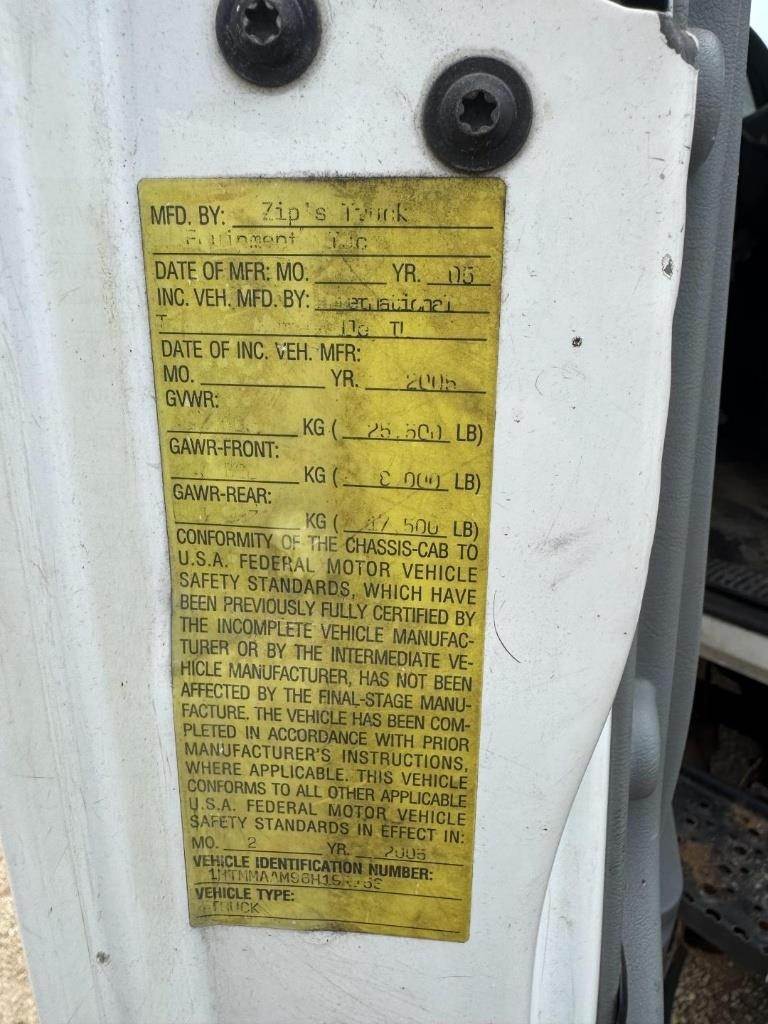 MFD. BY: Zip's Truck
Equipment Inc
DATE OF MFR: MO. YR. 05
INC. VEH. MFD. BY: International
DATE OF INC. VEH. MFR:
MO. YR. 2005
GVWR:
KG ( 25,500 LB)
GAWR-FRONT:
KG ( 8,000 LB)
GAWR-REAR:
KG ( 17,500 LB)
CONFORMITY OF THE CHASSIS-CAB TO
U.S.A. FEDERAL MOTOR VEHICLE
SAFETY STANDARDS, WHICH HAVE
BEEN PREVIOUSLY FULLY CERTIFIED BY
THE INCOMPLETE VEHICLE MANUFAC-
TURER OR BY THE INTERMEDIATE VE-
HICLE MANUFACTURER, HAS NOT BEEN
AFFECTED BY THE FINAL-STAGE MANU-
FACTURE. THE VEHICLE HAS BEEN COM-
PLETED IN ACCORDANCE WITH PRIOR
MANUFACTURER'S INSTRUCTIONS,
WHERE APPLICABLE. THIS VEHICLE
CONFORMS TO ALL OTHER APPLICABLE
U.S.A. FEDERAL MOTOR VEHICLE
SAFETY STANDARDS IN EFFECT IN:
MO. 2 YR. 2005
VEHICLE IDENTIFICATION NUMBER:
VEHICLE TYPE:
TRUCK